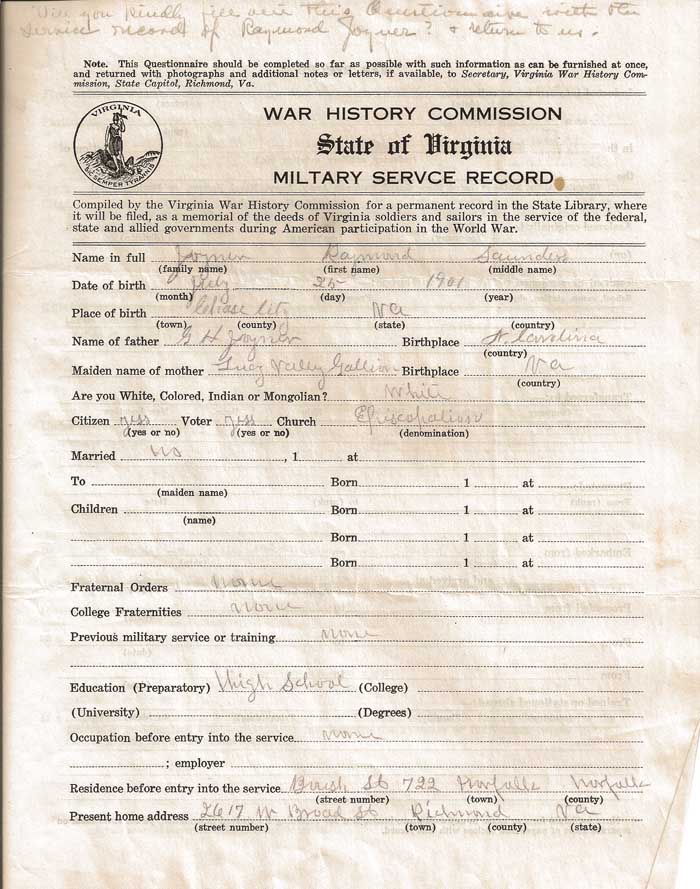 Will you kindly fill out this Questionnaire with the
service record of Raymond Joyner? & return to us.
Note. This Questionnaire should be completed so far as possible with such information as can be furnished at once,
and returned with photographs and additional notes or letters, if available, to Secretary, Virginia War History Com-
mission, State Capitol, Richmond, Va.
VIRGINIA
SIC SEMPER TYRANNIS
WAR HISTORY COMMISSION
State of Virginia
MILTARY SERVCE RECORD
Compiled by the Virginia War History Commission for a permanent record in the State Library, where
it will be filed, as a memorial of the deeds of Virginia soldiers and sailors in the service of the federal,
state and allied governments during American participation in the World War.
Name in full Joyner Raymond Saunders
(family name) (first name) (middle name)
Date of birth July 25 1901
(month) (day) (year)
Place of birth Chase City Va
(town) (county) (state) (country)
Name of father G H Joyner Birthplace N. Carolina
(country)
Maiden name of mother Lucy Valley Gallion Birthplace Va
(country)
Are you White, Colored, Indian or Mongolian? White
Citizen yess Voter yess Church Episcopalian
(yes or no) (yes or no) (denomination)
Married no , 1 at
To Born 1 at
(maiden name)
Children Born 1 at
(name)
Born 1 at
Born 1 at
Fraternal Orders none
College Fraternities none
Previous military service or training none
Education (Preparatory) High School (College)
(University) (Degrees)
Occupation before entry into the service none
; employer
Residence before entry into the service St 722 Norfolk Norfolk
(street number) (town) (county)
Present home address 2617 W Broad St Richmond Va
(street number) (town) (county) (state)